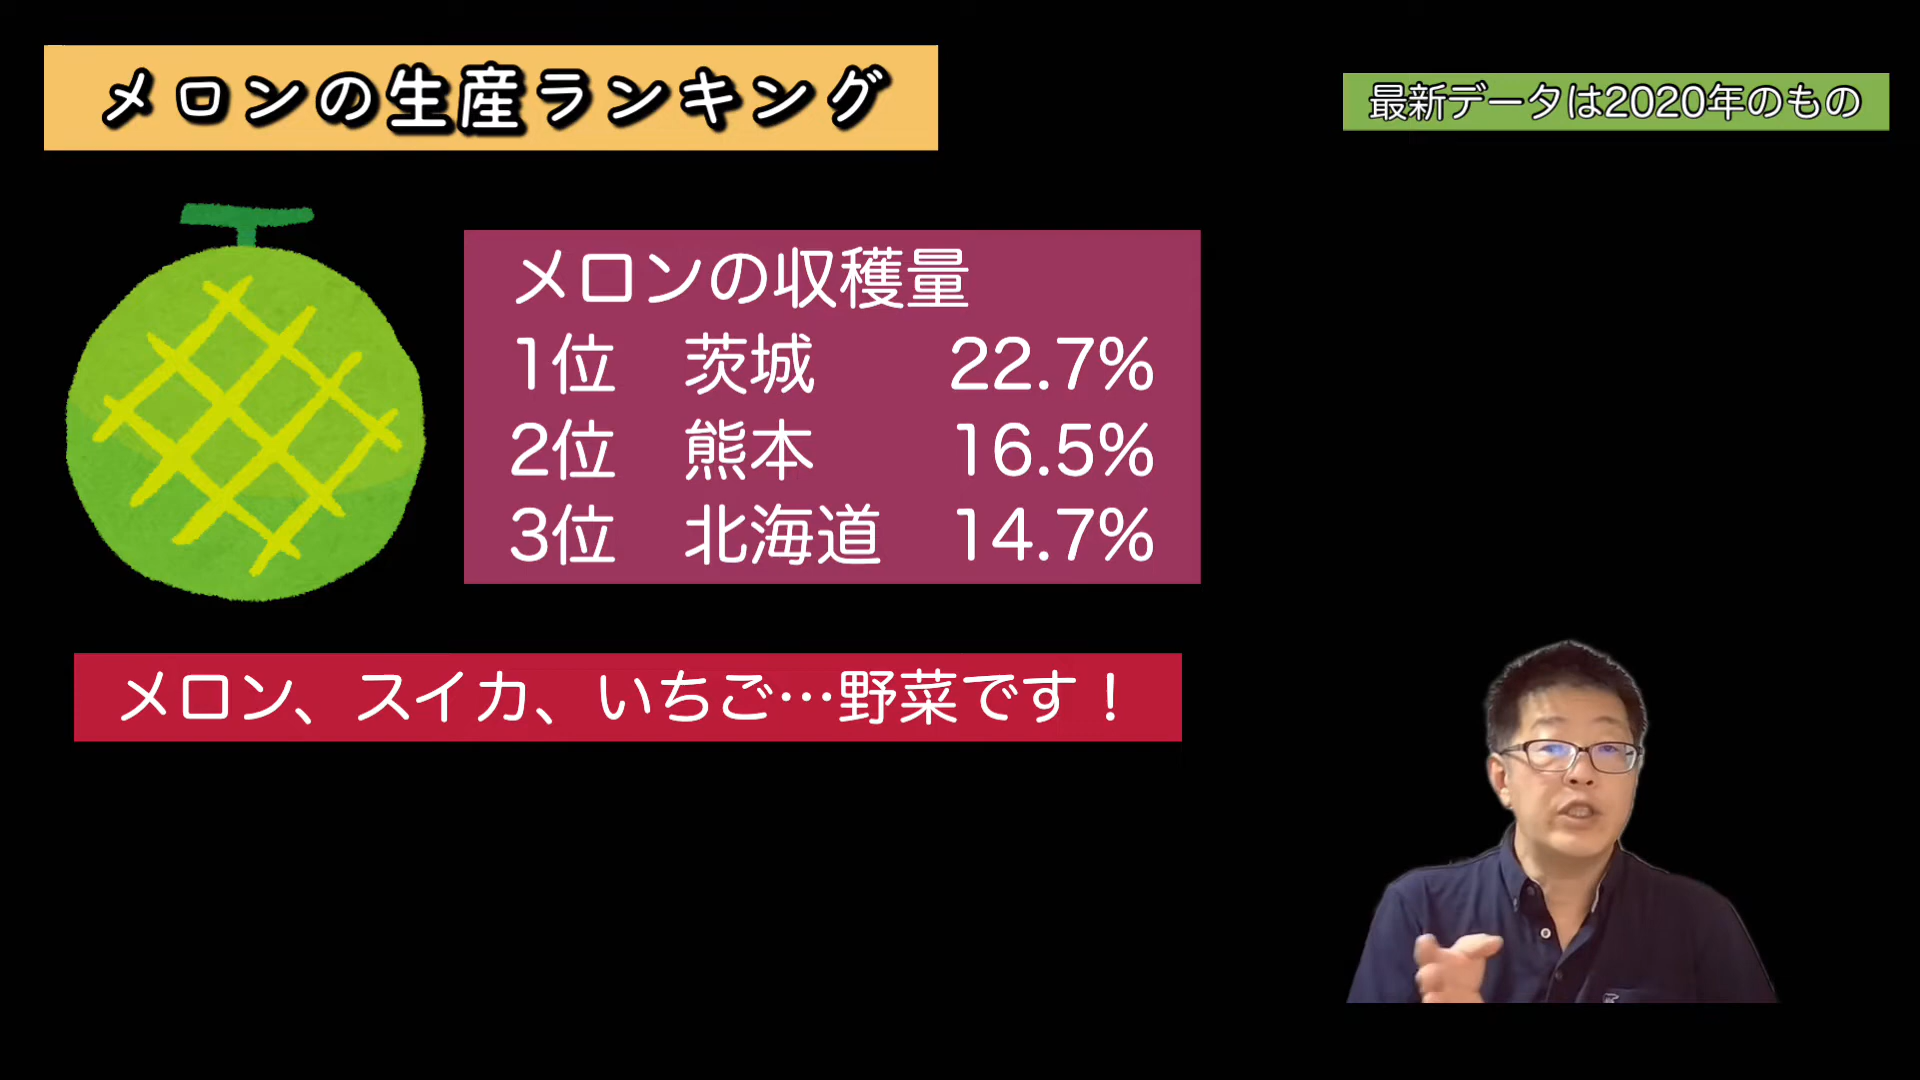 メロンの生産ランキング
最新データは2020年のもの
メロンの収穫量
1位 茨城 22.7%
2位 熊本 16.5%
3位 北海道 14.7%
メロン、スイカ、いちご…野菜です！